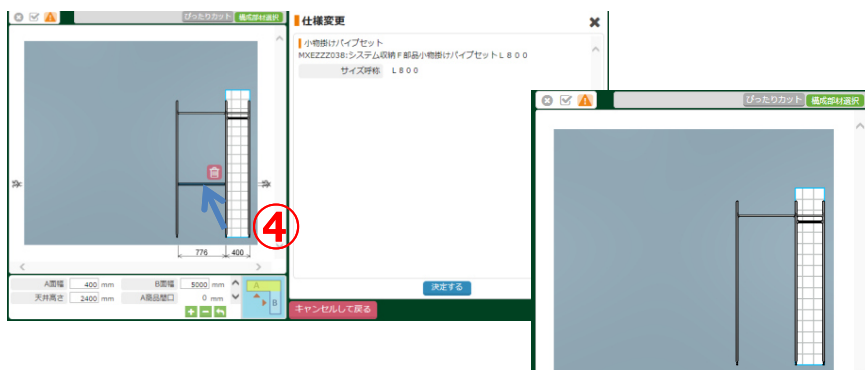 ぴったりカット 構成部材選択
仕様変更
小物掛けパイプセット
MXEZZZ038:システム収納F部品小物掛けパイプセットL800
サイズ呼称 L800
④
776 400
A面幅 400 mm B面幅 5000 mm
天井高さ 2400 mm A商品間口 0 mm
A
B
決定する
キャンセルして戻る
ぴったりカット 構成部材選択